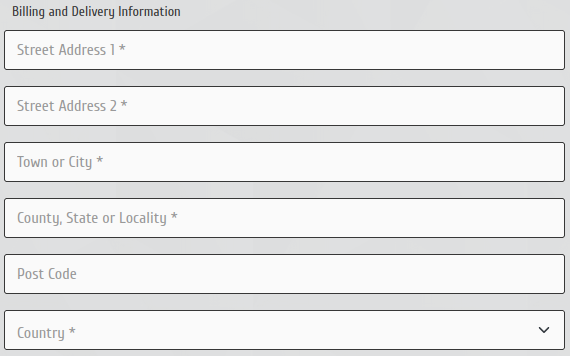 Billing and Delivery Information
Street Address 1 *
Street Address 2 *
Town or City *
County, State or Locality *
Post Code
Country *